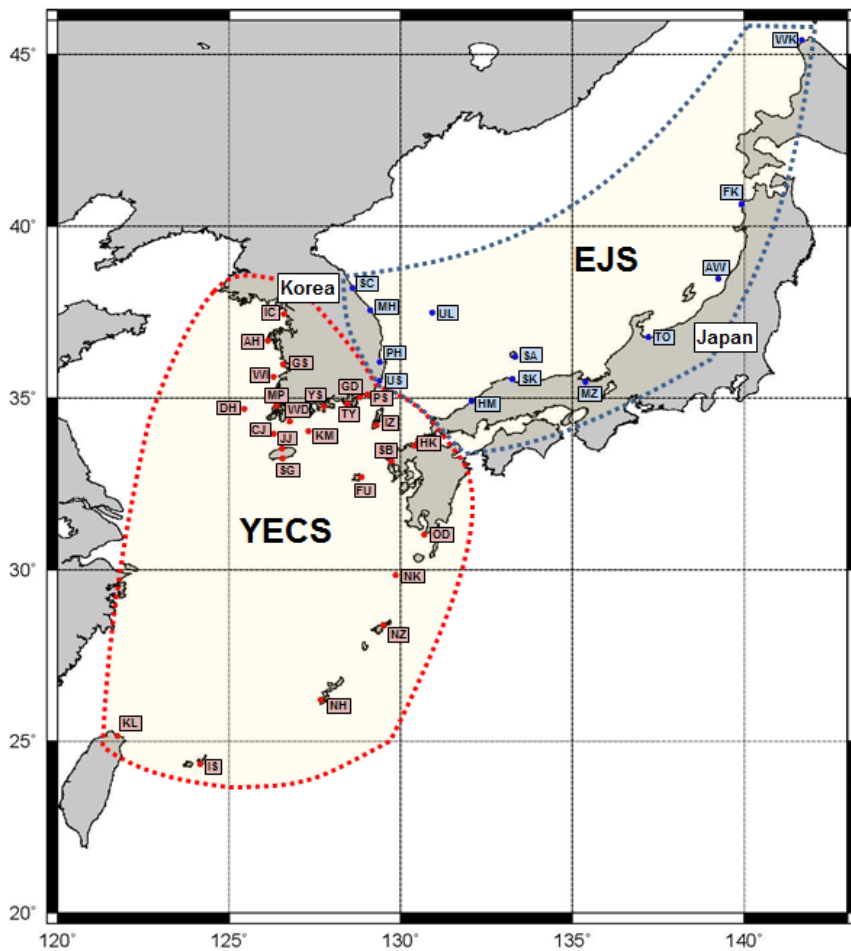 45°
WK
40°
FK
EJS
Korea
SC
AW
IC
MH
UL
Japan
AH
TO
GS
PH
SA
WI
US
SK
MZ
35°
MP
YS
GD
PS
HM
DH
WD
TY
IZ
CJ
JJ
KM
HK
SB
SG
FU
YECS
OD
30°
NK
NZ
NH
KL
25°
IS
20°
120° 125° 130° 135° 140°